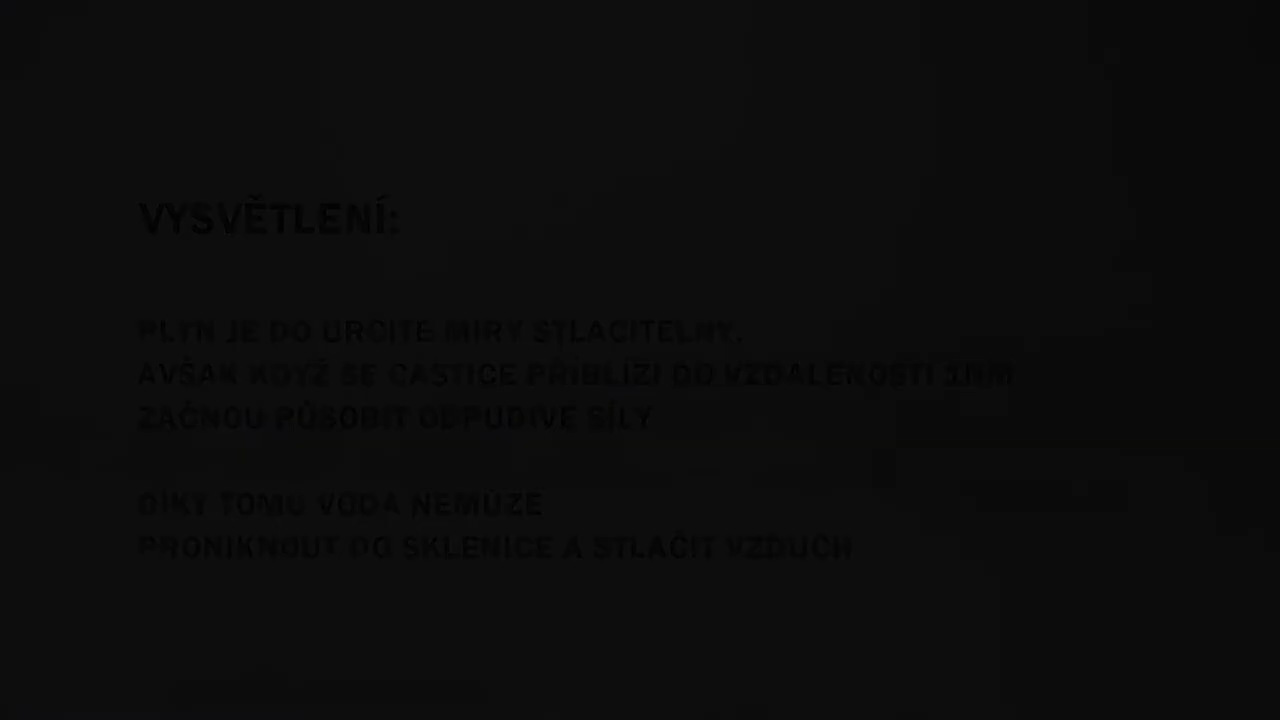 VYSVĚTLENÍ:
PLYN JE DO URČITÉ MÍRY STLAČITELNÝ.
AVŠAK KDYŽ SE ČÁSTICE PŘIBLÍŽÍ DO VZDÁLENOSTI 1NM
ZAČNOU PŮSOBIT ODPUDIVÉ SÍLY
DÍKY TOMU VODA NEMŮŽE
PRONIKNOUT DO SKLENICE A STLAČIT VZDUCH